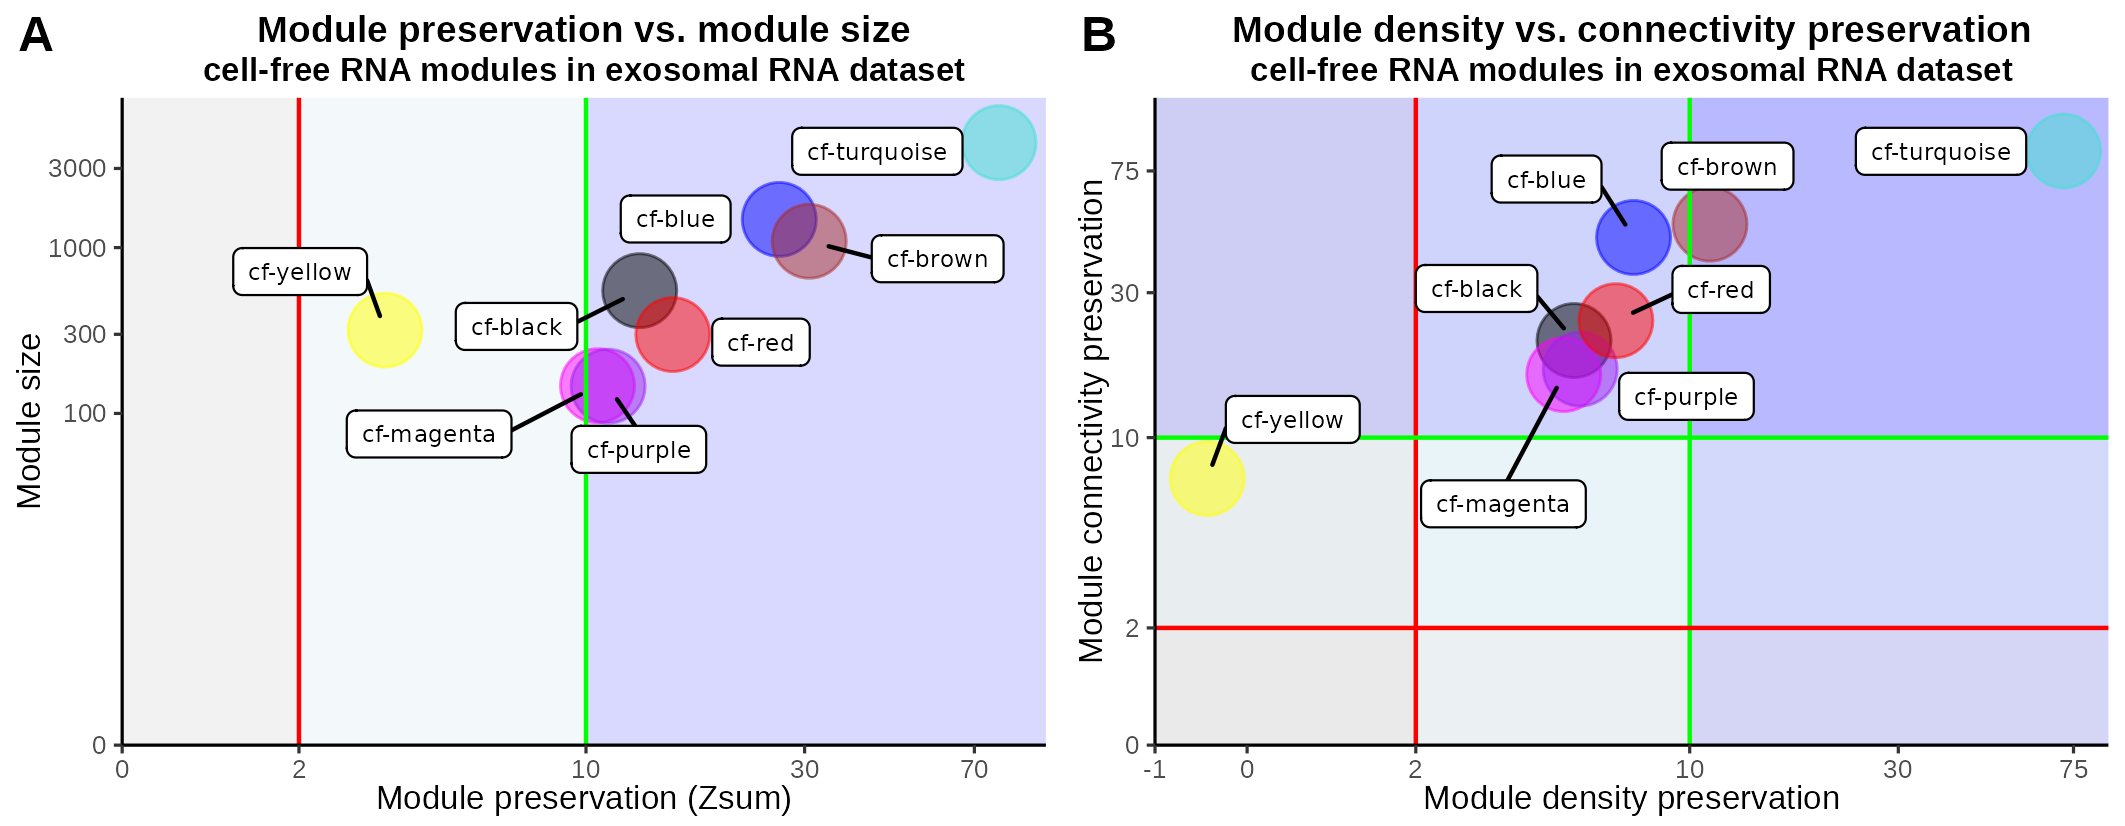 A
Module preservation vs. module size
cell-free RNA modules in exosomal RNA dataset
Module size
3000
1000
300
100
0
0
2
10
30
70
Module preservation (Zsum)
cf-turquoise
cf-blue
cf-brown
cf-yellow
cf-black
cf-red
cf-magenta
cf-purple
B
Module density vs. connectivity preservation
cell-free RNA modules in exosomal RNA dataset
Module connectivity preservation
75
30
10
2
0
-1
0
2
10
30
75
Module density preservation
cf-turquoise
cf-brown
cf-blue
cf-black
cf-red
cf-purple
cf-yellow
cf-magenta